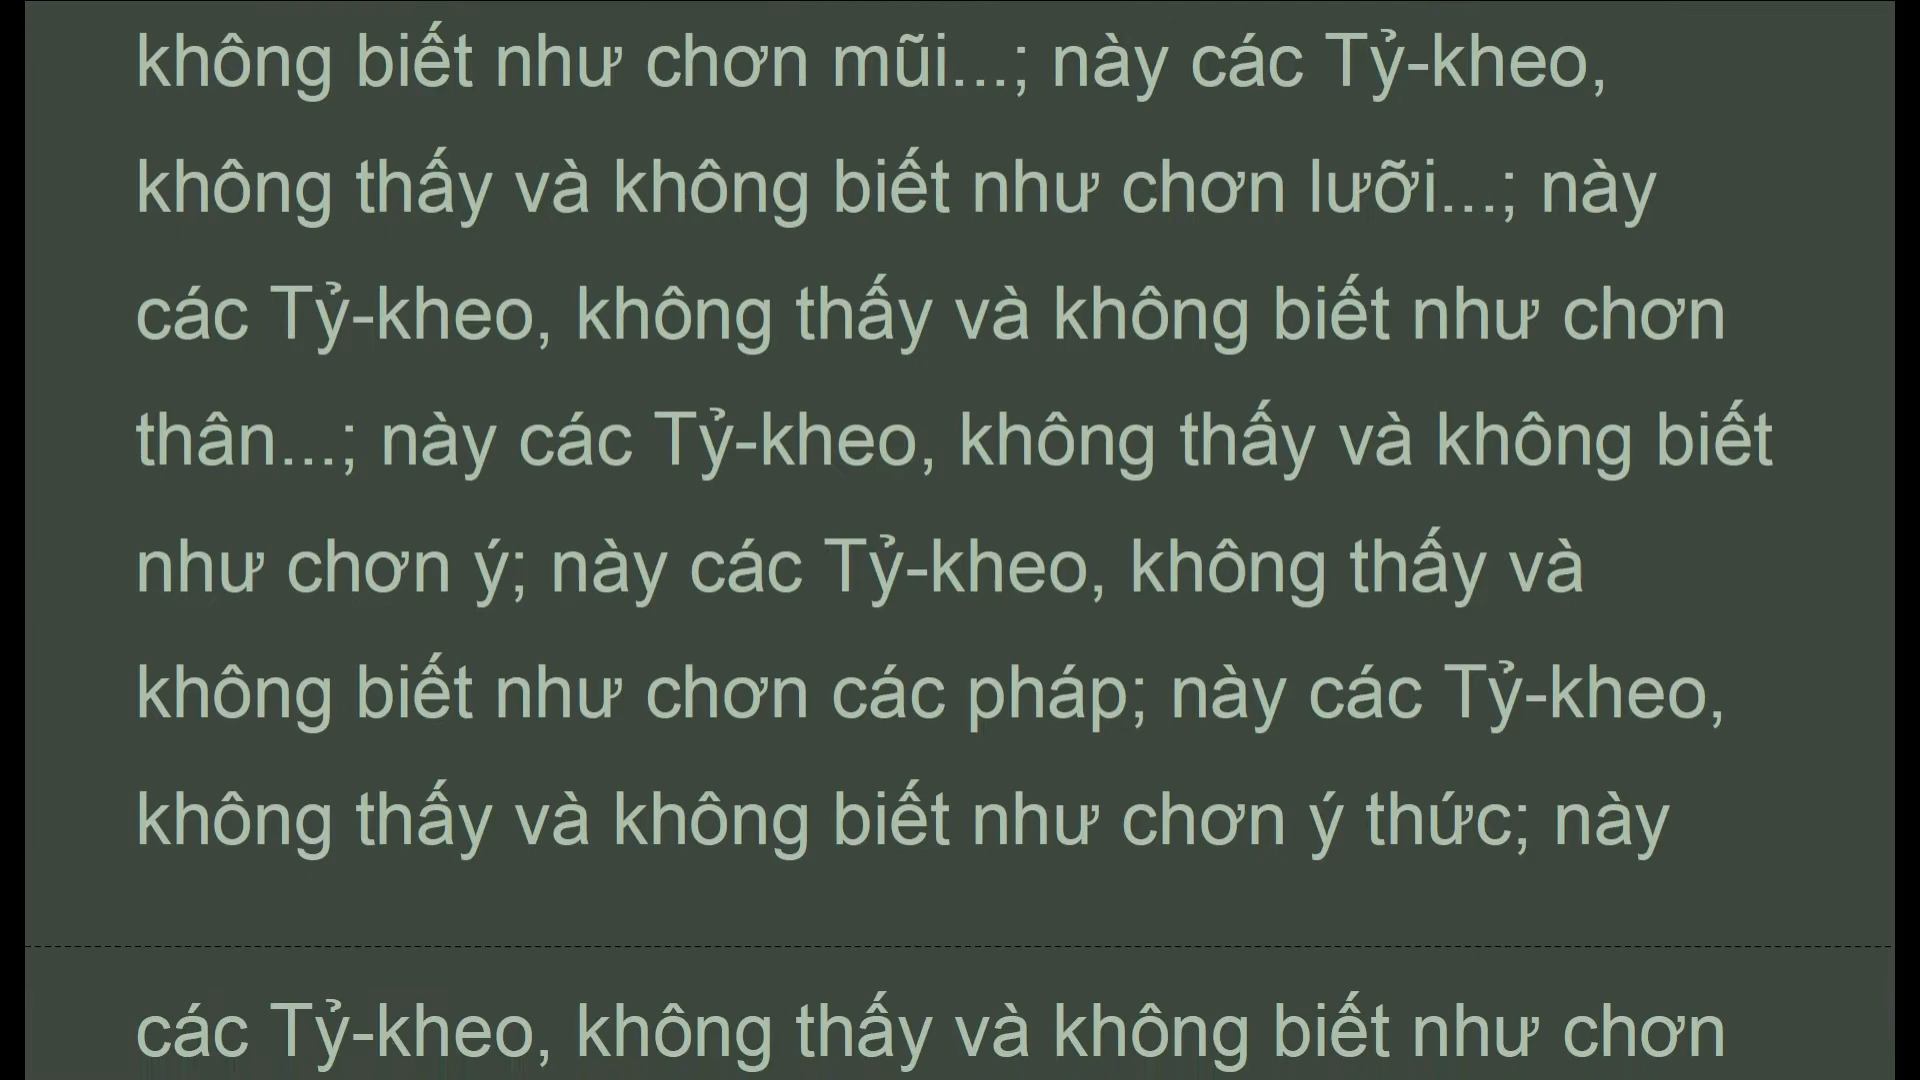 không biết như chơn mũi...; này các Tỷ-kheo,
không thấy và không biết như chơn lưỡi...; này
các Tỷ-kheo, không thấy và không biết như chơn
thân...; này các Tỷ-kheo, không thấy và không biết
như chơn ý; này các Tỷ-kheo, không thấy và
không biết như chơn các pháp; này các Tỷ-kheo,
không thấy và không biết như chơn ý thức; này
các Tỷ-kheo, không thấy và không biết như chơn